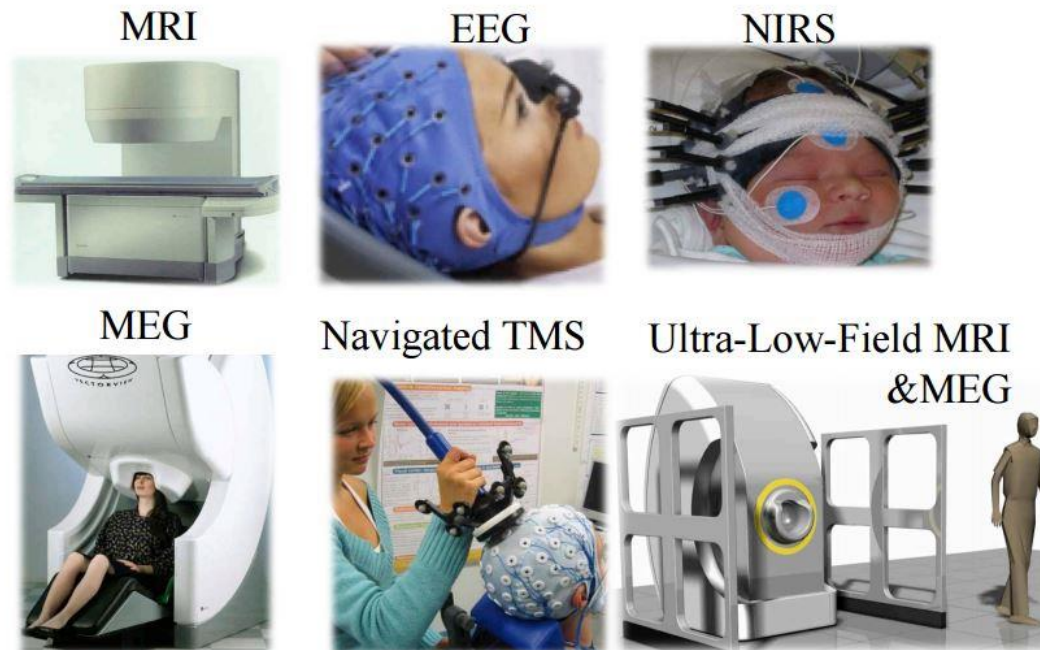 MRI
EEG
NIRS
MEG
Navigated TMS
Ultra-Low-Field MRI
&MEG
VECTORVIEW